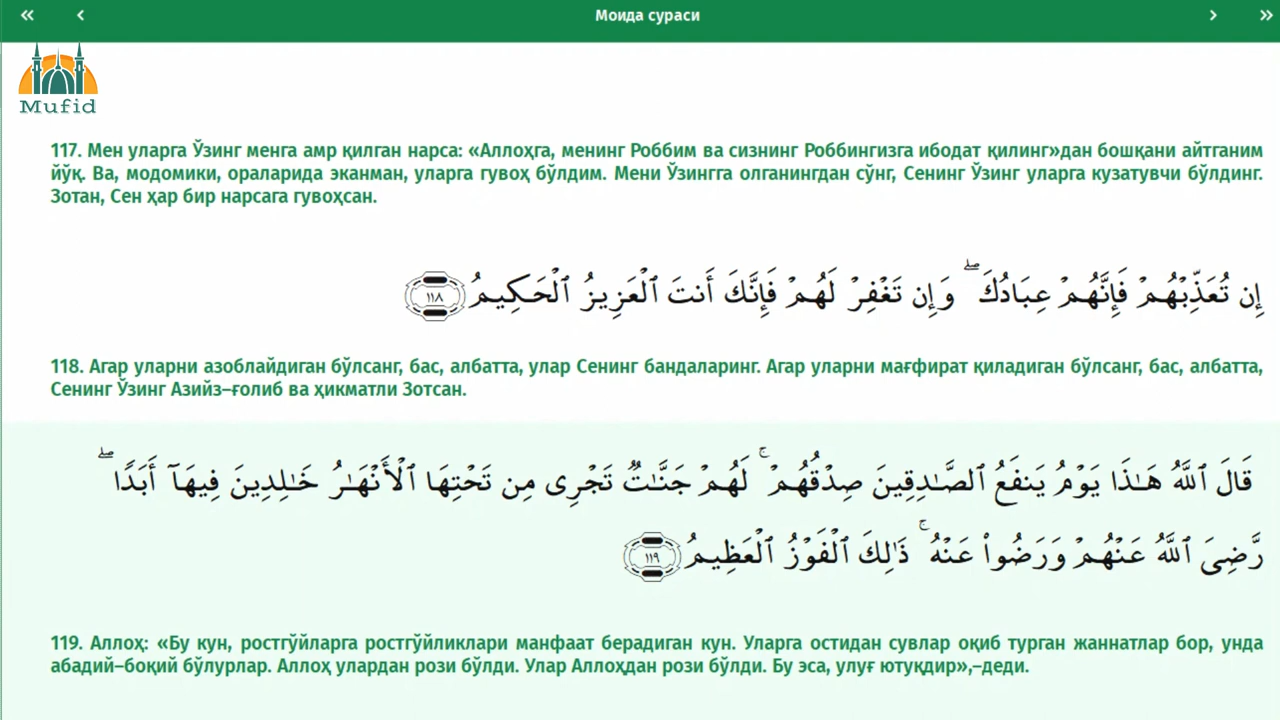 Моида сураси
Mufid
117. Мен уларга Ўзинг менга амр қилган нарса: «Аллоҳга, менинг Роббим ва сизнинг Роббингизга ибодат қилинг»дан бошқани айтганим
йўқ. Ва, модомики, ораларида эканман, уларга гувоҳ бўлдим. Мени Ўзингга олганингдан сўнг, Сенинг Ўзинг уларга кузатувчи бўлдинг.
Зотан, Сен ҳар бир нарсага гувоҳсан.
إِن تُعَذِّبْهُمْ فَإِنَّهُمْ عِبَادُكَ ۖ وَإِن تَغْفِرْ لَهُمْ فَإِنَّكَ أَنتَ ٱلْعَزِيزُ ٱلْحَكِيمُ ١١٨
118. Агар уларни азоблайдиган бўлсанг, бас, албатта, улар Сенинг бандаларинг. Агар уларни мағфират қиладиган бўлсанг, бас, албатта,
Сенинг Ўзинг Азийз–ғолиб ва ҳикматли Зотсан.
قَالَ ٱللَّهُ هَـٰذَا يَوْمُ يَنفَعُ ٱلصَّـٰدِقِينَ صِدْقُهُمْ ۚ لَهُمْ جَنَّـٰتٌ تَجْرِى مِن تَحْتِهَا ٱلْأَنْهَـٰرُ خَـٰلِدِينَ فِيهَآ أَبَدًا ۖ
رَّضِىَ ٱللَّهُ عَنْهُمْ وَرَضُوا۟ عَنْهُ ۚ ذَٰلِكَ ٱلْفَوْزُ ٱلْعَظِيمُ ١١٩
119. Аллоҳ: «Бу кун, ростгўйларга ростгўйликлари манфаат берадиган кун. Уларга остидан сувлар оқиб турган жаннатлар бор, унда
абадий–боқий бўлурлар. Аллоҳ улардан рози бўлди. Улар Аллоҳдан рози бўлди. Бу эса, улуғ ютуқдир»,–деди.